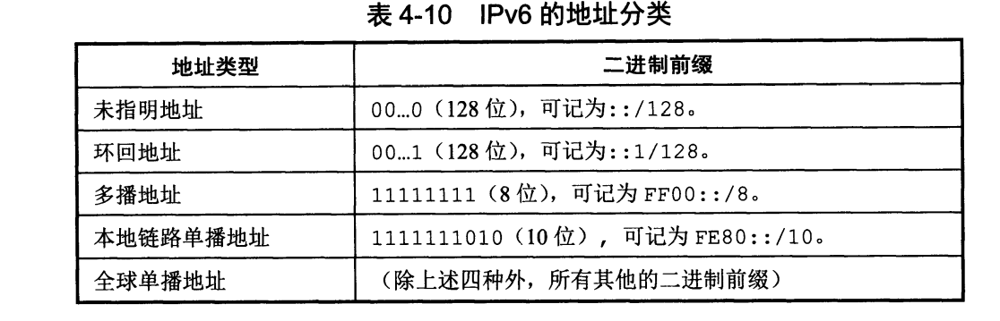 表 4-10 IPv6 的地址分类
地址类型 二进制前缀
未指明地址 00…0（128 位），可记为::/128。
环回地址 00…1（128 位），可记为::1/128。
多播地址 11111111（8 位），可记为 FF00::/8。
本地链路单播地址 1111111010（10 位），可记为 FE80::/10。
全球单播地址 （除上述四种外，所有其他的二进制前缀）